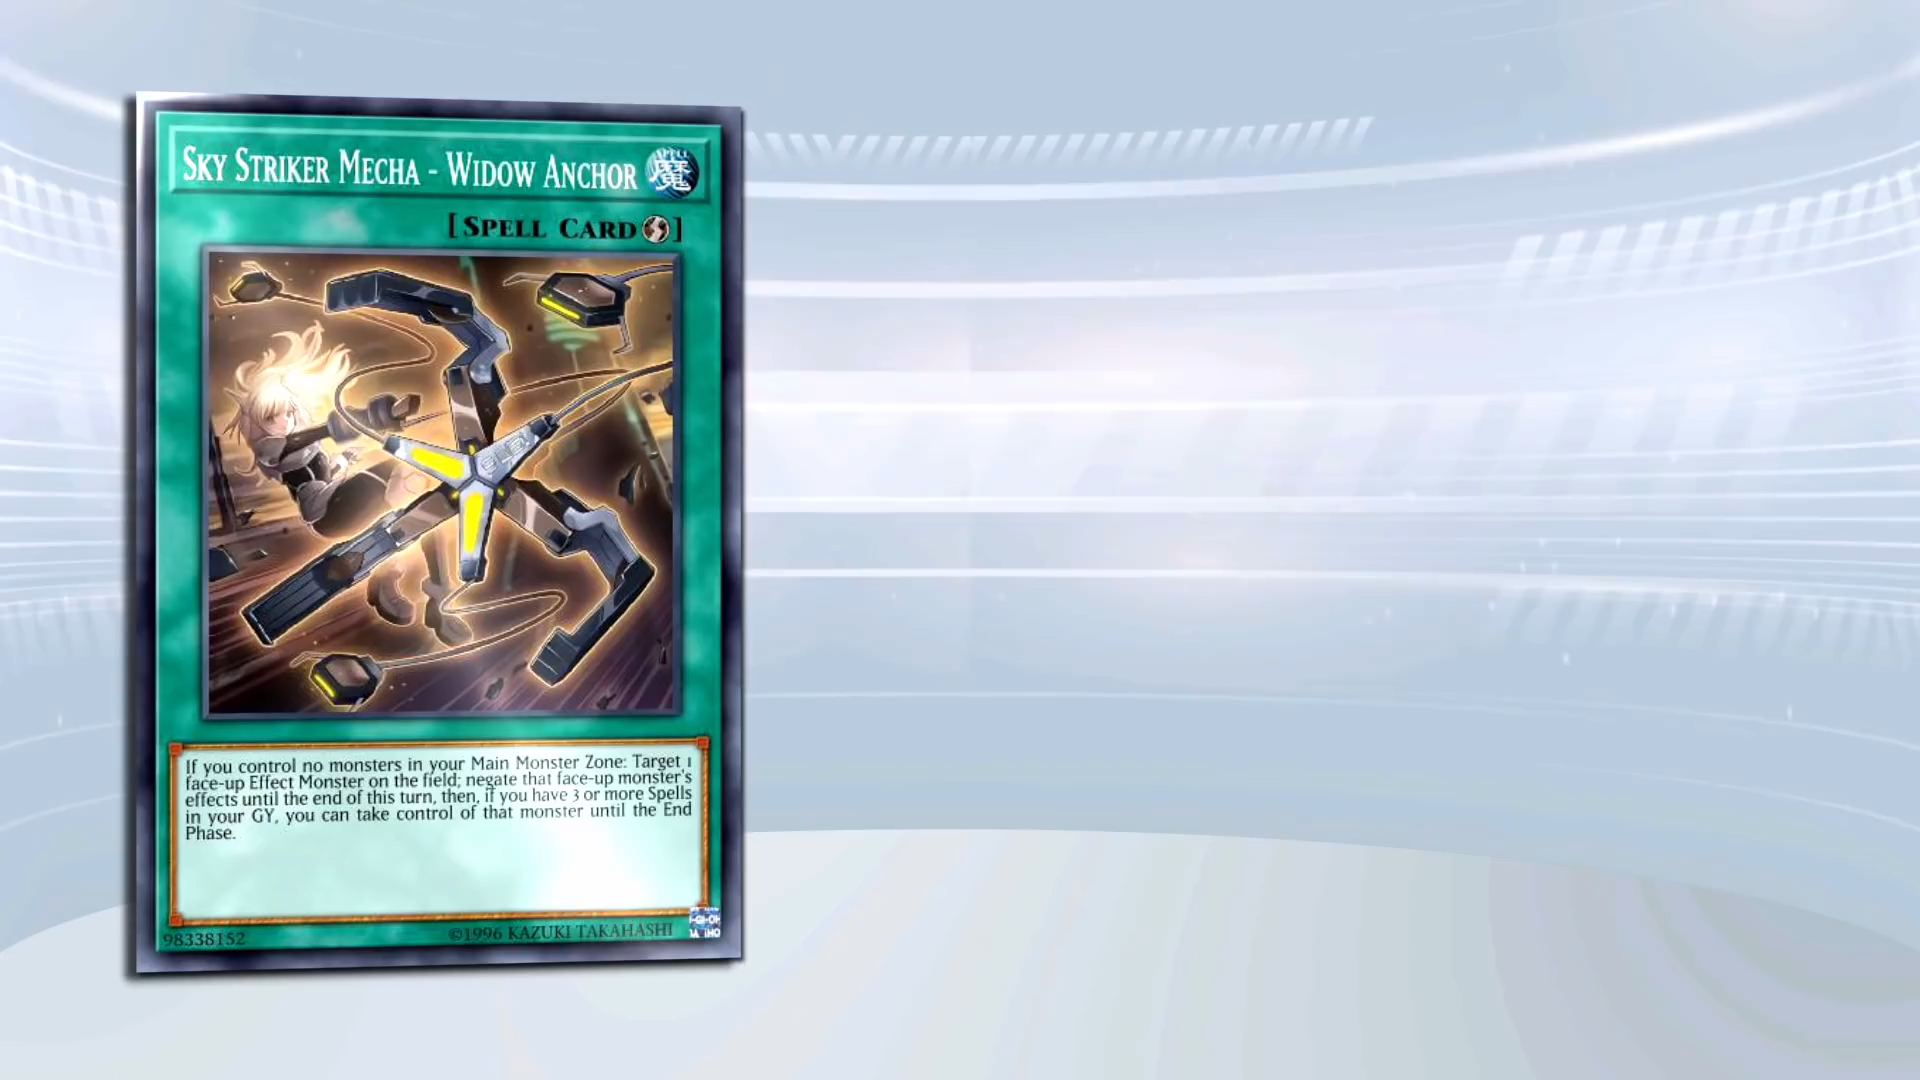 SKY STRIKER MECHA - WIDOW ANCHOR
SPELL
魔
[SPELL CARD]
If you control no monsters in your Main Monster Zone: Target 1
face-up Effect Monster on the field; negate that face-up monster's
effects until the end of this turn, then, if you have 3 or more Spells
in your GY, you can take control of that monster until the End
Phase.
98338152
©1996 KAZUKI TAKAHASHI